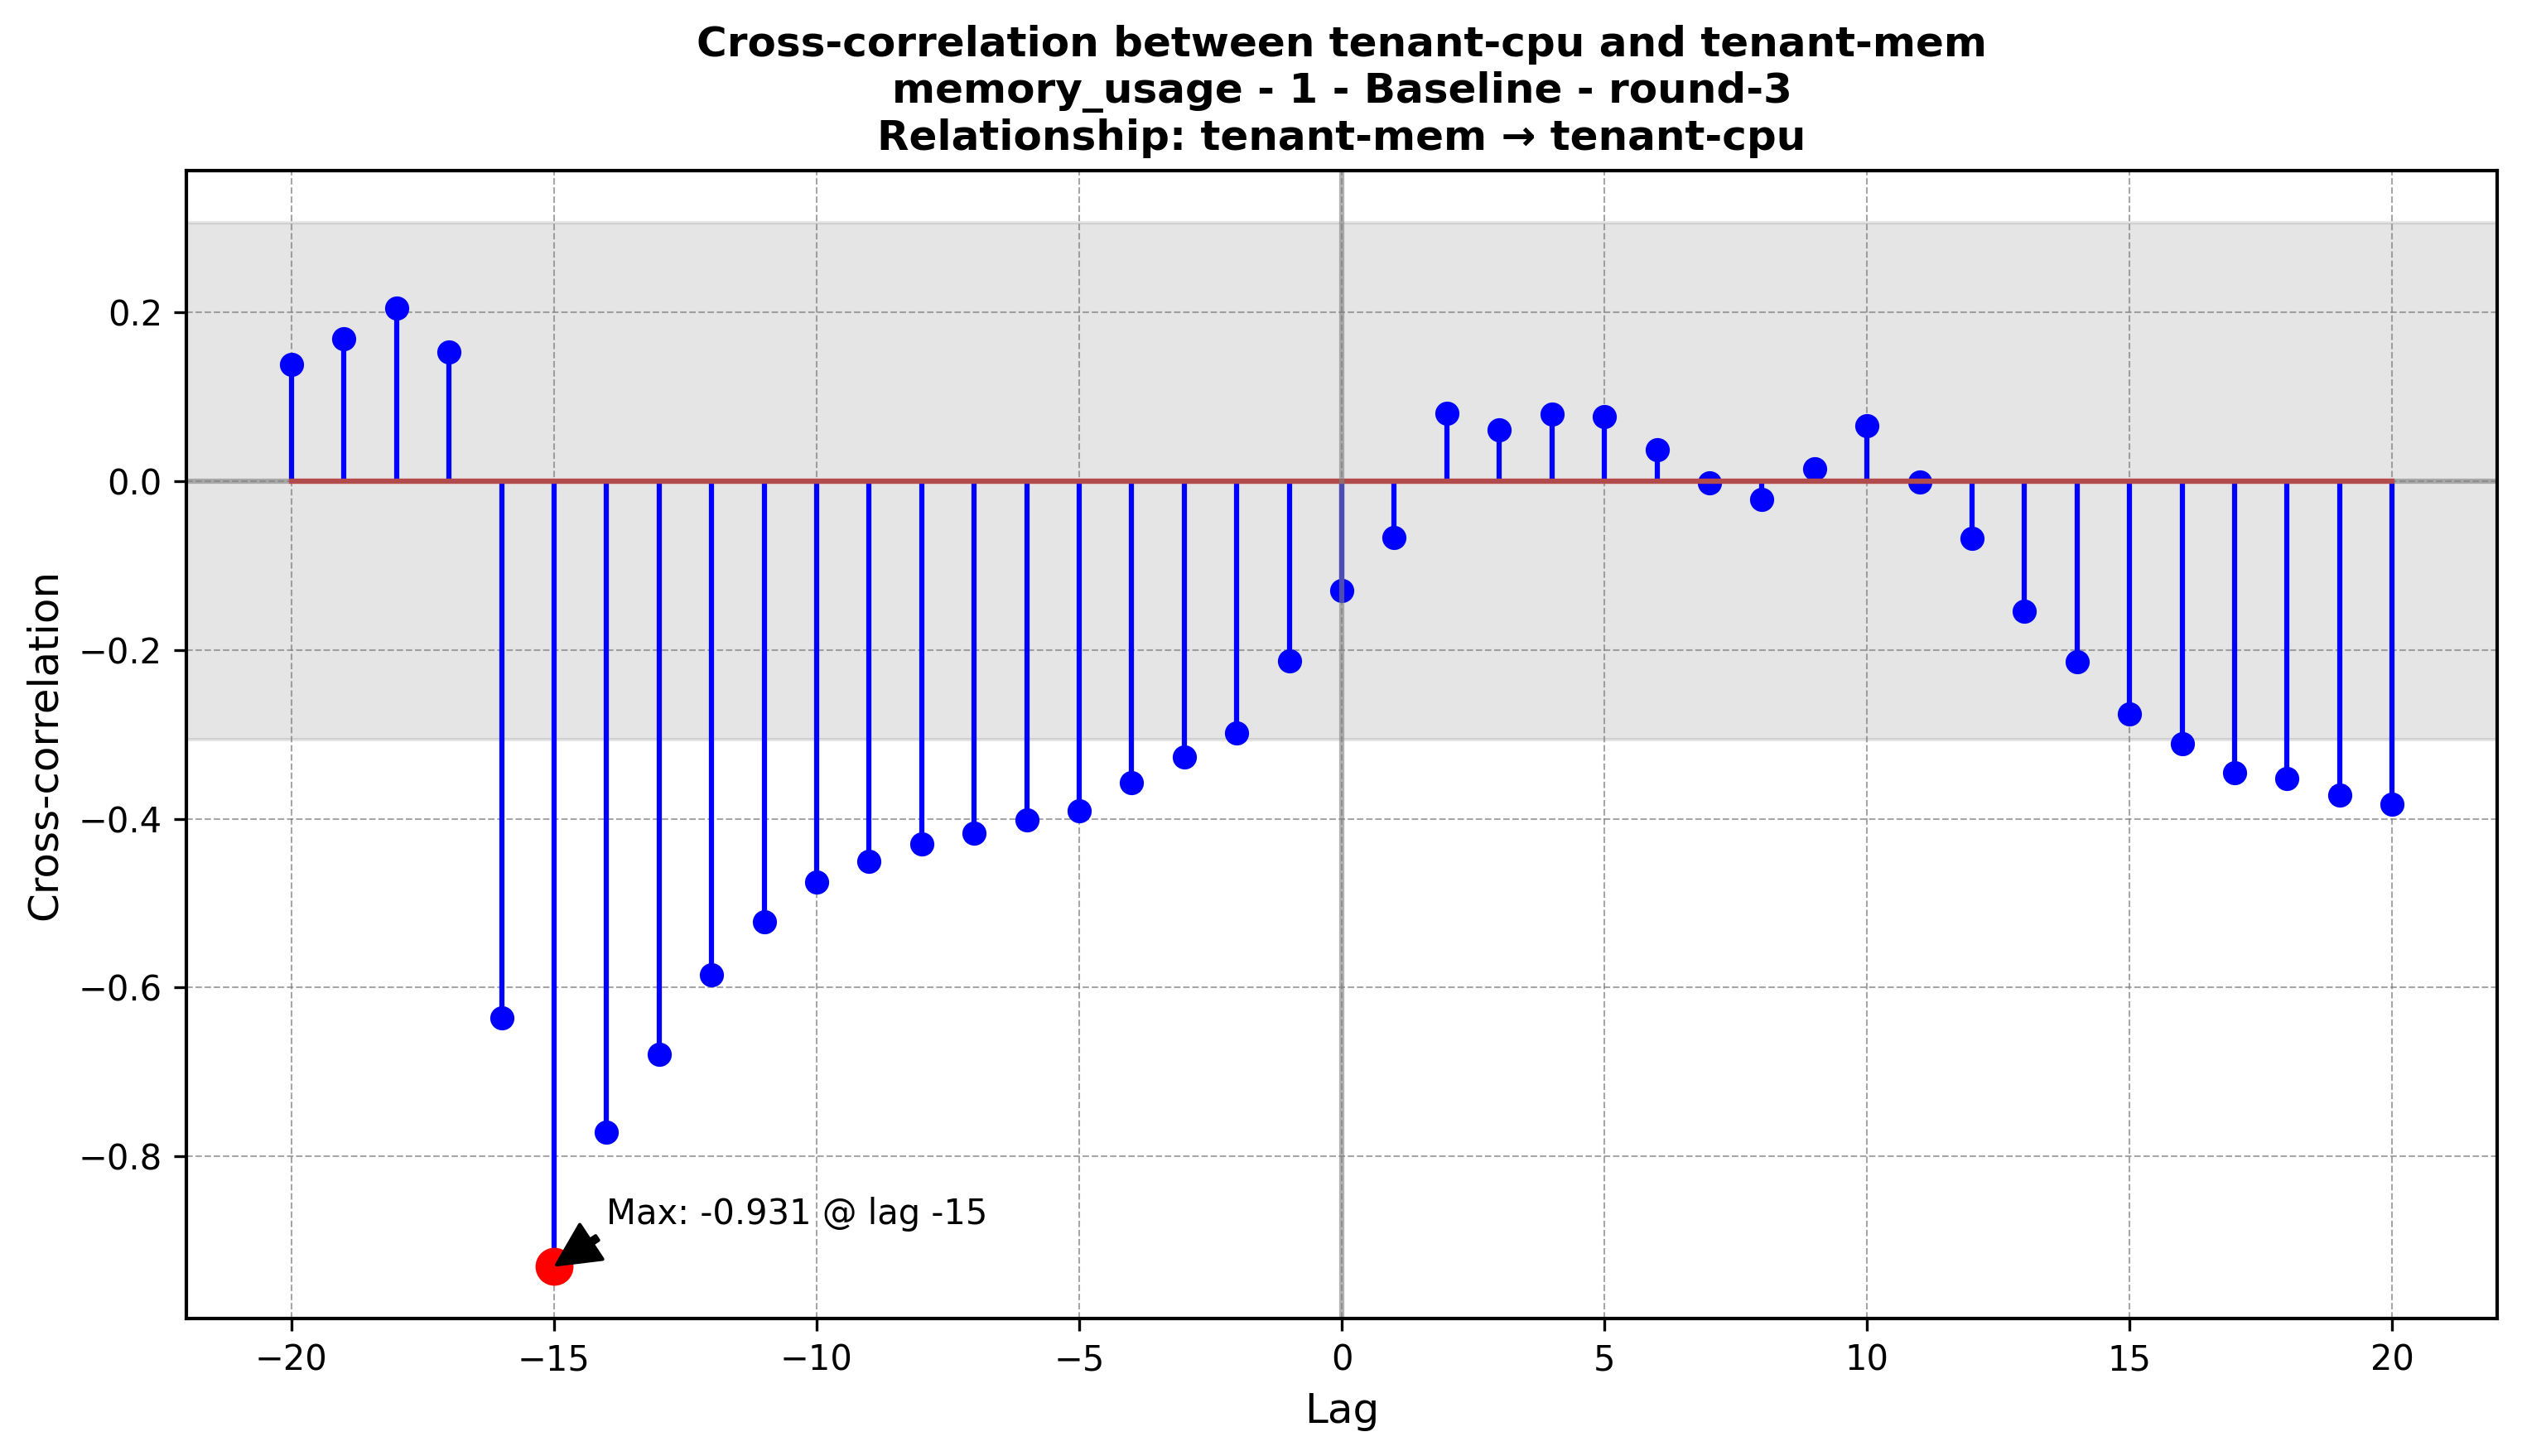 Cross-correlation between tenant-cpu and tenant-mem
memory_usage - 1 - Baseline - round-3
Relationship: tenant-mem → tenant-cpu
0.2
0.0
−0.2
−0.4
−0.6
−0.8
Cross-correlation
Max: -0.931 @ lag -15
−20
−15
−10
−5
0
5
10
15
20
Lag